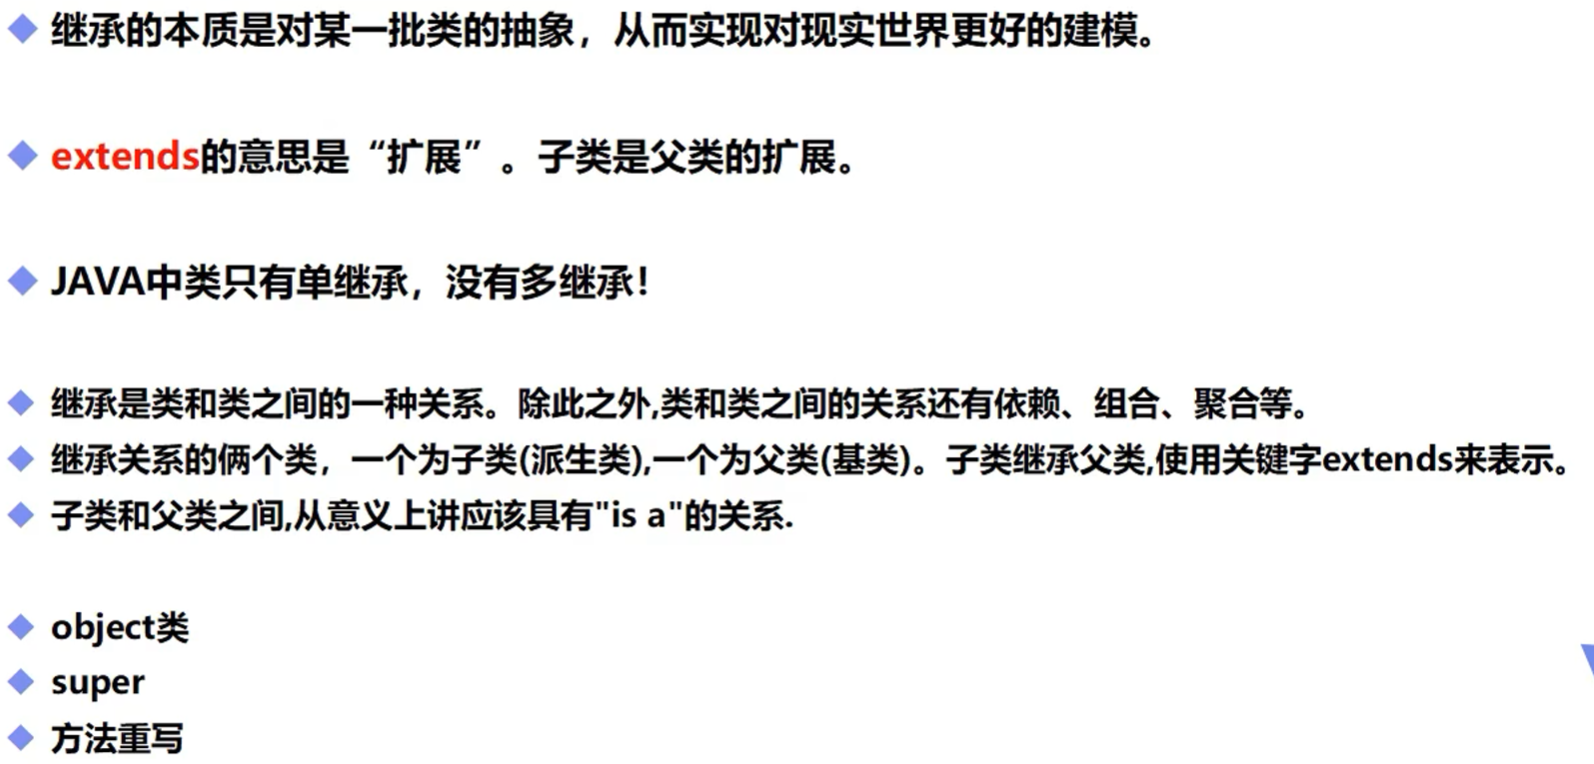 继承的本质是对某一批类的抽象，从而实现对现实世界更好的建模。
extends的意思是“扩展”。子类是父类的扩展。
JAVA中类只有单继承，没有多继承！
继承是类和类之间的一种关系。除此之外,类和类之间的关系还有依赖、组合、聚合等。
继承关系的俩个类，一个为子类(派生类),一个为父类(基类)。子类继承父类,使用关键字extends来表示。
子类和父类之间,从意义上讲应该具有"is a"的关系.
object类
super
方法重写